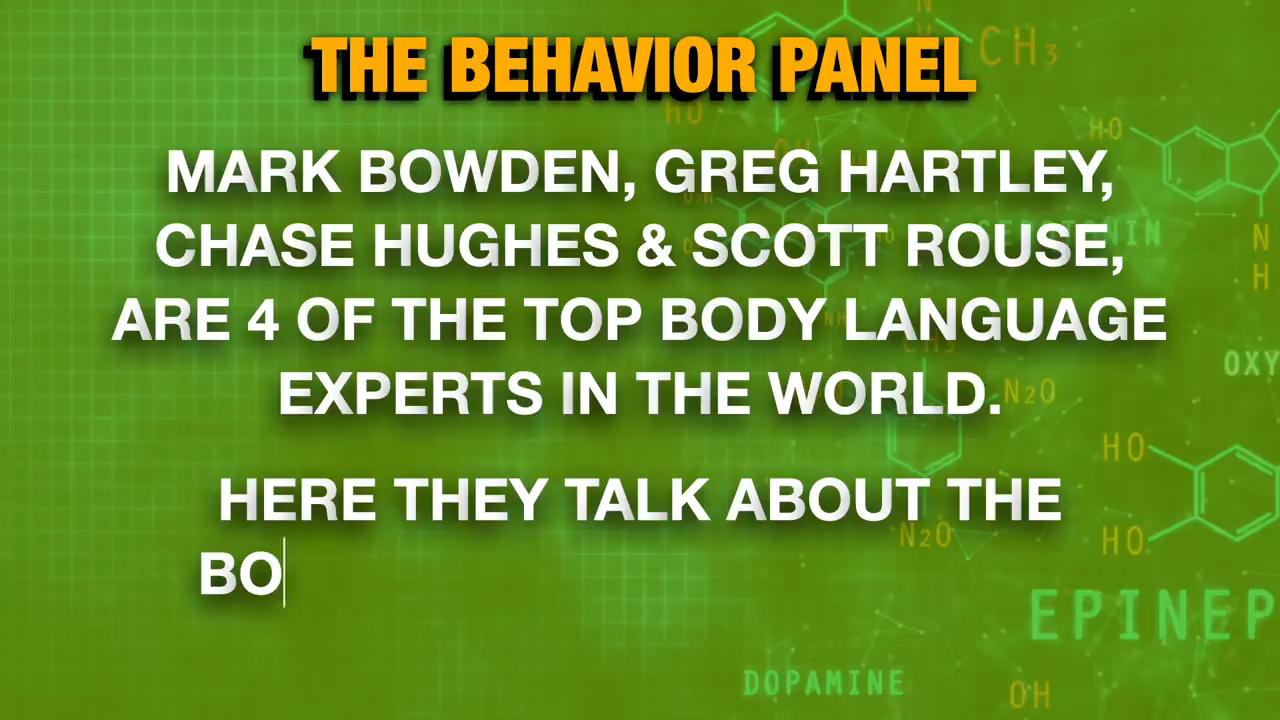 THE BEHAVIOR PANEL
MARK BOWDEN, GREG HARTLEY,
CHASE HUGHES & SCOTT ROUSE,
ARE 4 OF THE TOP BODY LANGUAGE
EXPERTS IN THE WORLD.
HERE THEY TALK ABOUT THE
BO
N
H
CH₃
HO
OH
HO
N
H
OXY
N₂O
HO
N₂O
HO
EPINEP
DOPAMINE
OH